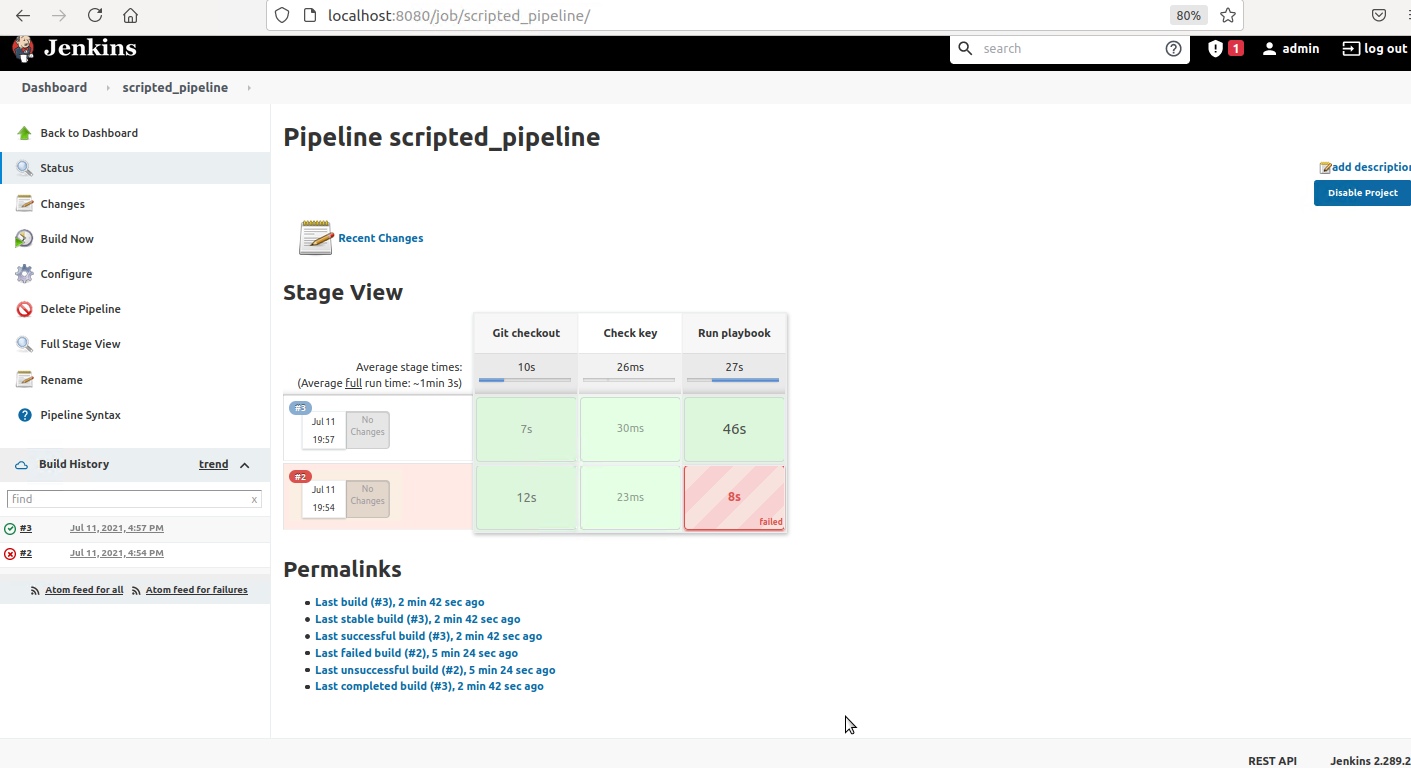 localhost:8080/job/scripted_pipeline/
80%
Jenkins
search
1
admin
log out
Dashboard
scripted_pipeline
Back to Dashboard
Status
Changes
Build Now
Configure
Delete Pipeline
Full Stage View
Rename
Pipeline Syntax
Build History
trend
find
x
#3
Jul 11, 2021, 4:57 PM
#2
Jul 11, 2021, 4:54 PM
Atom feed for all
Atom feed for failures
Pipeline scripted_pipeline
add description
Disable Project
Recent Changes
Stage View
Git checkout
Check key
Run playbook
Average stage times:
(Average full run time: ~1min 3s)
10s
26ms
27s
#3
Jul 11
19:57
No
Changes
7s
30ms
46s
#2
Jul 11
19:54
No
Changes
12s
23ms
8s
failed
Permalinks
Last build (#3), 2 min 42 sec ago
Last stable build (#3), 2 min 42 sec ago
Last successful build (#3), 2 min 42 sec ago
Last failed build (#2), 5 min 24 sec ago
Last unsuccessful build (#2), 5 min 24 sec ago
Last completed build (#3), 2 min 42 sec ago
REST API
Jenkins 2.289.2